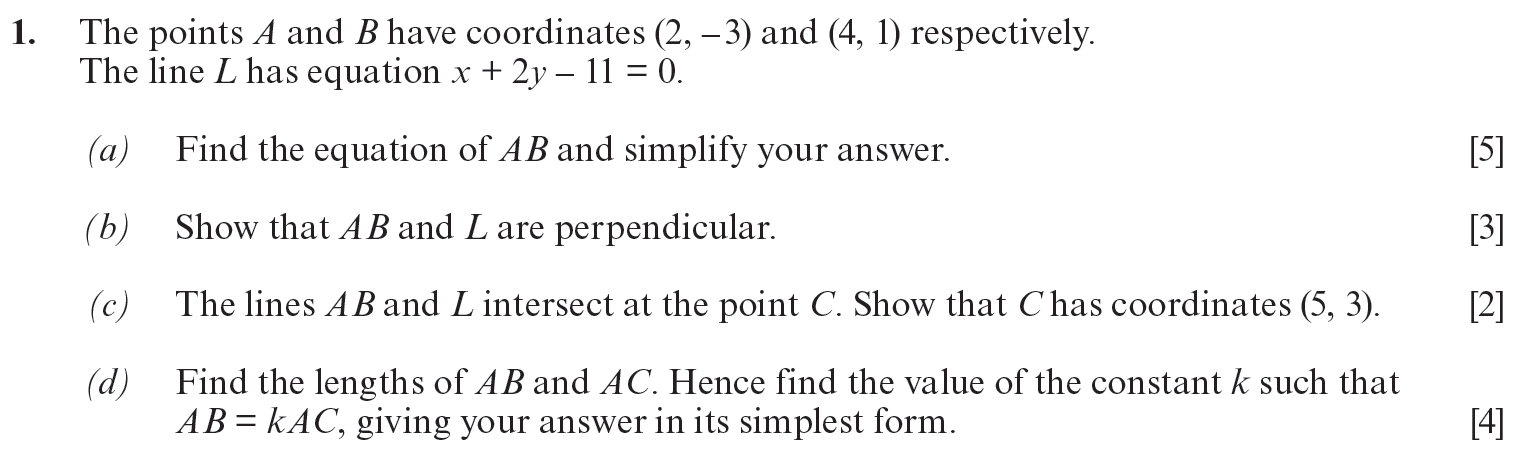 1. The points A and B have coordinates (2, –3) and (4, 1) respectively.
The line L has equation x + 2y – 11 = 0.
(a) Find the equation of AB and simplify your answer. [5]
(b) Show that AB and L are perpendicular. [3]
(c) The lines AB and L intersect at the point C. Show that C has coordinates (5, 3). [2]
(d) Find the lengths of AB and AC. Hence find the value of the constant k such that
AB = kAC, giving your answer in its simplest form. [4]